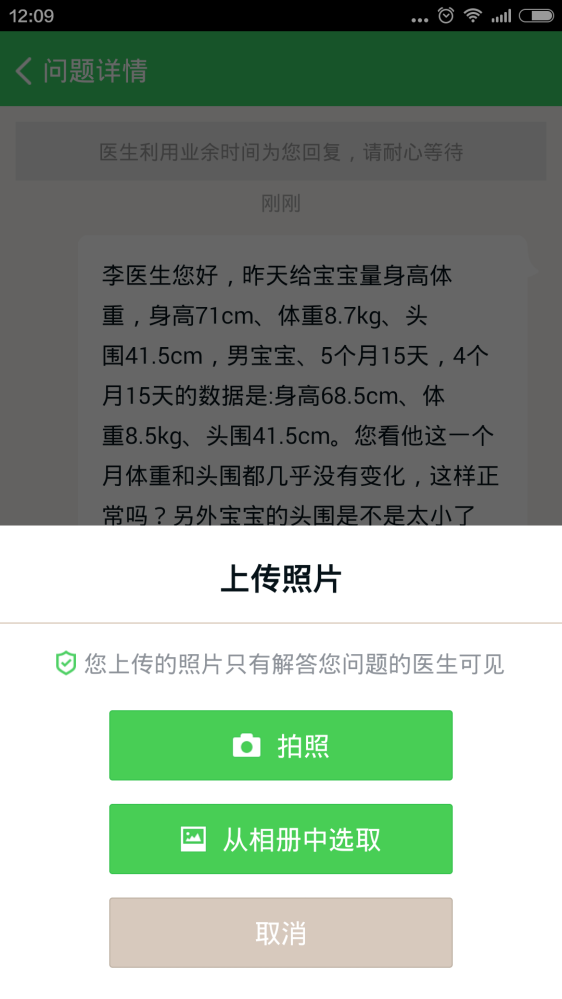 12:09
问题详情
医生利用业余时间为您回复，请耐心等待
刚刚
李医生您好，昨天给宝宝量身高体
重，身高71cm、体重8.7kg、头
围41.5cm，男宝宝、5个月15天，4个
月15天的数据是:身高68.5cm、体
重8.5kg、头围41.5cm。您看他这一个
月体重和头围都几乎没有变化，这样正
常吗？另外宝宝的头围是不是太小了
上传照片
您上传的照片只有解答您问题的医生可见
拍照
从相册中选取
取消